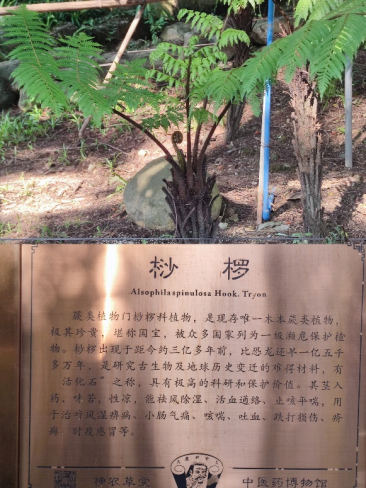 桫椤
Alsophila spinulosa Hook. Tryon
蕨类植物门桫椤科植物，是现存唯一木本蕨类植物，
极其珍贵，堪称国宝，被众多国家列为一级濒危保护植
物。桫椤出现于距今约三亿多年前，比恐龙还早一亿五千
多万年，是研究古生物及地球历史变迁的难得材料，有
“活化石”之称，具有极高的科研和保护价值。其茎入
药，味苦，性凉，能祛风除湿、活血通络、止咳平喘，用
于治疗风湿痹病、小肠气痛、咳喘、吐血、跌打损伤、疥
癣、时疫感冒等。
中医药博物馆